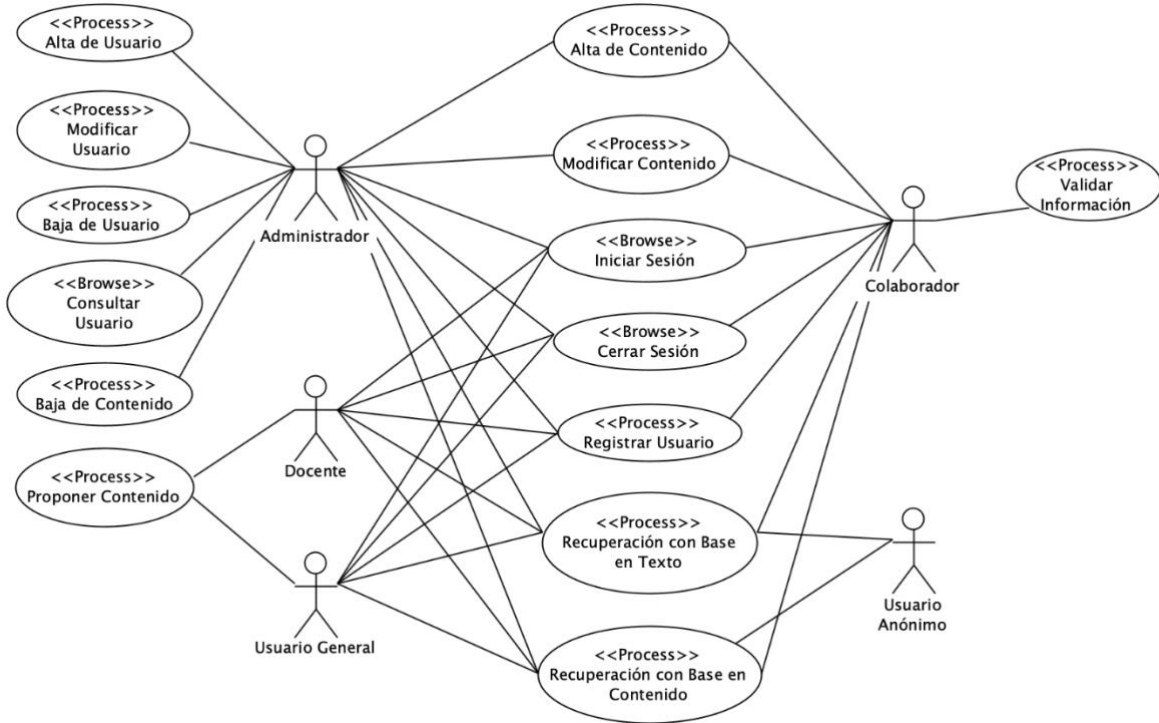 <<Process>>
Alta de Usuario
<<Process>>
Modificar
Usuario
<<Process>>
Baja de Usuario
<<Browse>>
Consultar
Usuario
<<Process>>
Baja de Contenido
<<Process>>
Proponer Contenido
Administrador
Docente
Usuario General
<<Process>>
Alta de Contenido
<<Process>>
Modificar Contenido
<<Browse>>
Iniciar Sesión
<<Browse>>
Cerrar Sesión
<<Process>>
Registrar Usuario
<<Process>>
Recuperación con Base
en Texto
<<Process>>
Recuperación con Base en
Contenido
Colaborador
Usuario
Anónimo
<<Process>>
Validar
Información